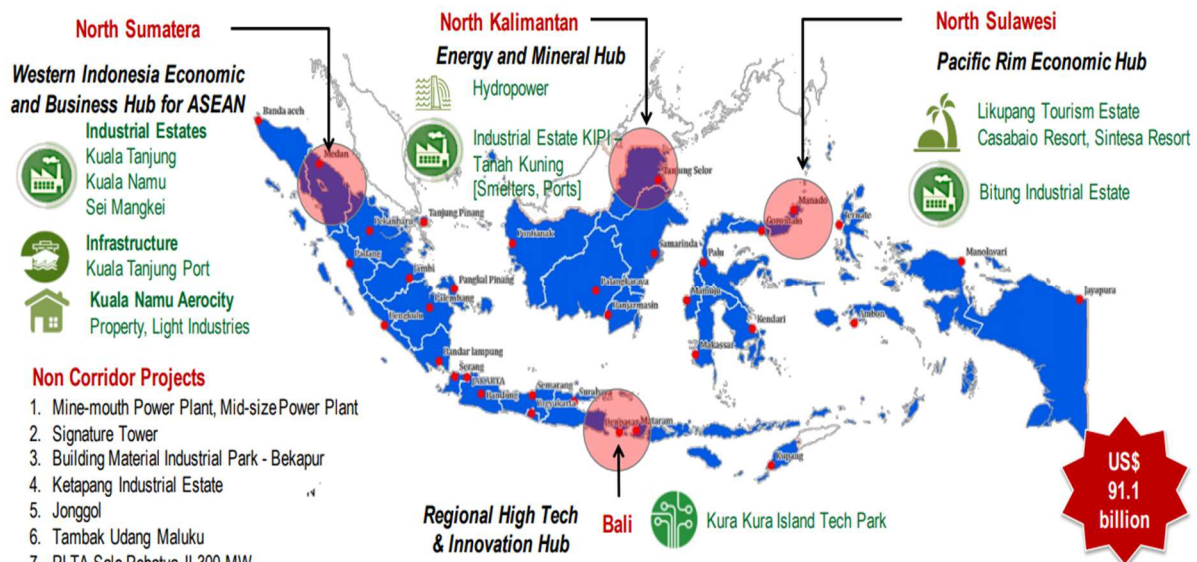 North Sumatera
Western Indonesia Economic
and Business Hub for ASEAN
Industrial Estates
Kuala Tanjung
Kuala Namu
Sei Mangkei
Infrastructure
Kuala Tanjung Port
Kuala Namu Aerocity
Property, Light Industries
North Kalimantan
Energy and Mineral Hub
Hydropower
Industrial Estate KIPI –
Tanah Kuning
[Smelters, Ports]
North Sulawesi
Pacific Rim Economic Hub
Likupang Tourism Estate
Casabaio Resort, Sintesa Resort
Bitung Industrial Estate
Banda aceh
Medan
Pekanbaru
Tanjung Pinang
Padang
Jambi
Pangkal Pinang
Palembang
Bengkulu
Bandar lampung
Serang
JAKARTA
Bandung
Semarang
Yogyakarta
Surabaya
Denpasar
Mataram
Kupang
Pontianak
Tanjung Selor
Samarinda
Palangkaraya
Banjarmasin
Manado
Gorontalo
Ternate
Palu
Mamuju
Kendari
Makassar
Ambon
Manokwari
Jayapura
Non Corridor Projects
1. Mine-mouth Power Plant, Mid-size Power Plant
2. Signature Tower
3. Building Material Industrial Park - Bekapur
4. Ketapang Industrial Estate
5. Jonggol
6. Tambak Udang Maluku
Regional High Tech
& Innovation Hub
Bali
Kura Kura Island Tech Park
US$
91.1
billion